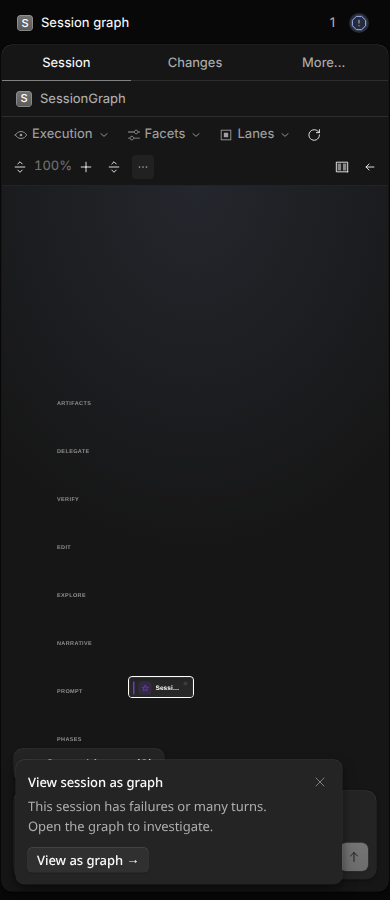 S Session graph 1
Session Changes More...
S SessionGraph
Execution Facets Lanes
100% + ...
ARTIFACTS
DELEGATE
VERIFY
EDIT
EXPLORE
NARRATIVE
Sessi...
PROMPT
PHASES
View session as graph
This session has failures or many turns.
Open the graph to investigate.
View as graph →